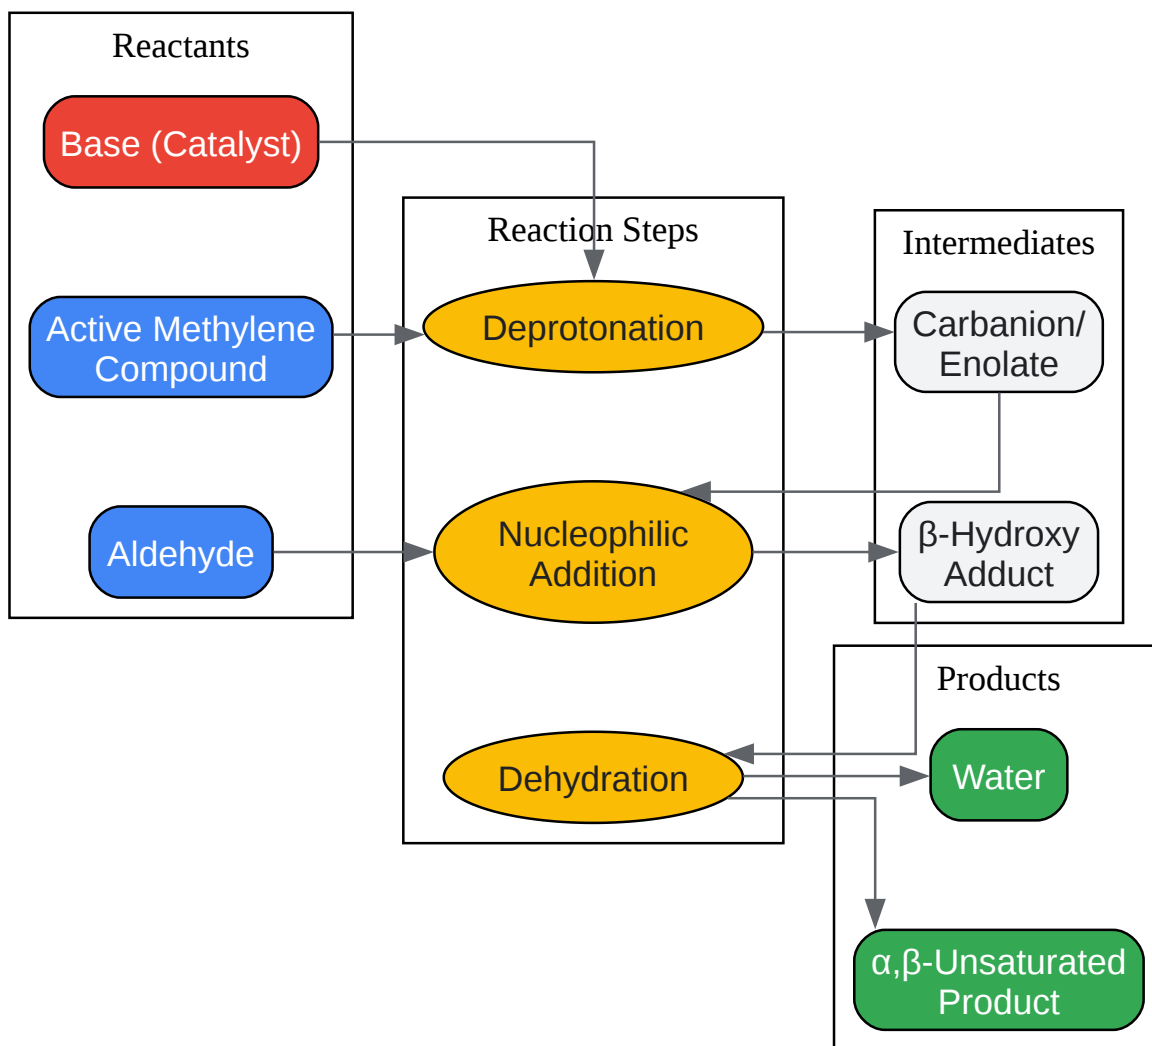 Reactants
Base (Catalyst)
Active Methylene
Compound
Aldehyde
Reaction Steps
Deprotonation
Nucleophilic
Addition
Dehydration
Intermediates
Carbanion/
Enolate
β-Hydroxy
Adduct
Products
Water
α,β-Unsaturated
Product